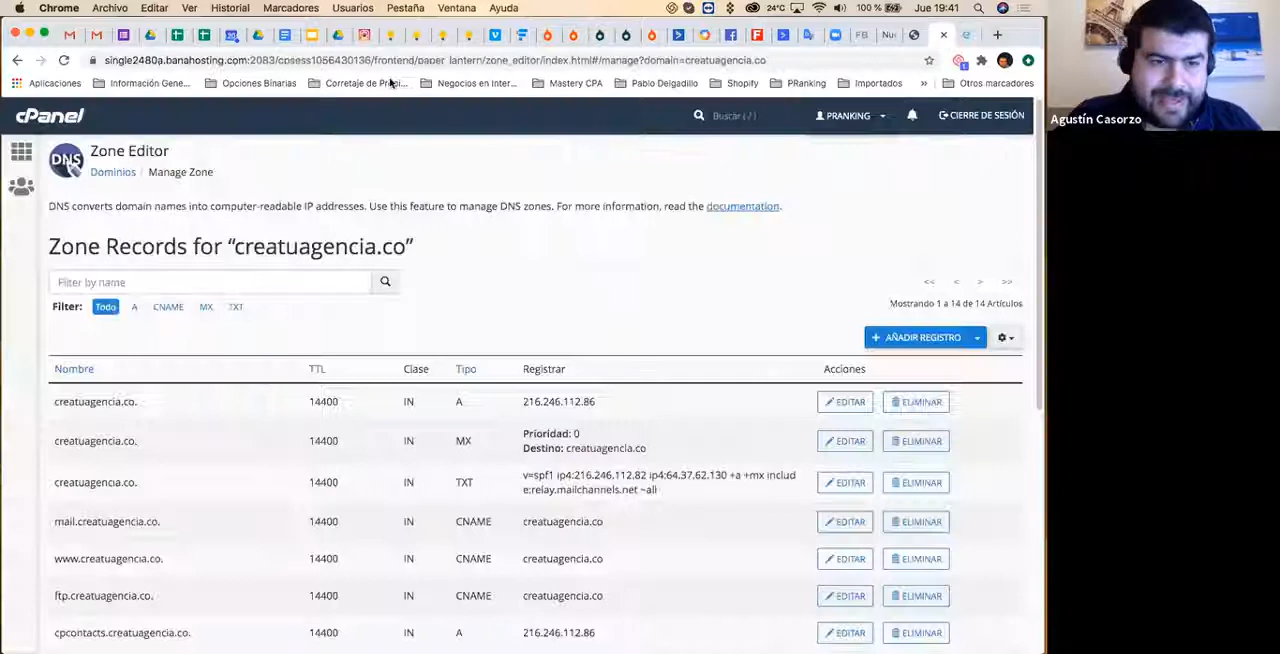 Chrome Archivo Editar Ver Historial Marcadores Usuarios Pestaña Ventana Ayuda 24°C 100 % Jue 19:41
FB Nu
single2480a.banahosting.com:2083/cpsess1056430136/frontend/paper_lantern/zone_editor/index.html#/manage?domain=creatuagencia.co
Aplicaciones Información Gene... Opciones Binarias Corretaje de Propi... Negocios en Inter... Mastery CPA Pablo Delgadillo Shopify PRanking Importados » Otros marcadores
Agustín Casorzo
cPanel Buscar ( / ) PRANKING CIERRE DE SESIÓN
DNS Zone Editor
Dominios / Manage Zone
DNS converts domain names into computer-readable IP addresses. Use this feature to manage DNS zones. For more information, read the documentation.
Zone Records for “creatuagencia.co”
Filter by name
<< < > >>
Filter: Todo A CNAME MX TXT
Mostrando 1 a 14 de 14 Artículos
+ AÑADIR REGISTRO
Nombre TTL Clase Tipo Registrar Acciones
creatuagencia.co. 14400 IN A 216.246.112.86 EDITAR ELIMINAR
creatuagencia.co. 14400 IN MX Prioridad: 0 EDITAR ELIMINAR
Destino: creatuagencia.co
creatuagencia.co. 14400 IN TXT v=spf1 ip4:216.246.112.82 ip4:64.37.62.130 +a +mx includ EDITAR ELIMINAR
e:relay.mailchannels.net ~all
mail.creatuagencia.co. 14400 IN CNAME creatuagencia.co EDITAR ELIMINAR
www.creatuagencia.co. 14400 IN CNAME creatuagencia.co EDITAR ELIMINAR
ftp.creatuagencia.co. 14400 IN CNAME creatuagencia.co EDITAR ELIMINAR
cpcontacts.creatuagencia.co. 14400 IN A 216.246.112.86 EDITAR ELIMINAR